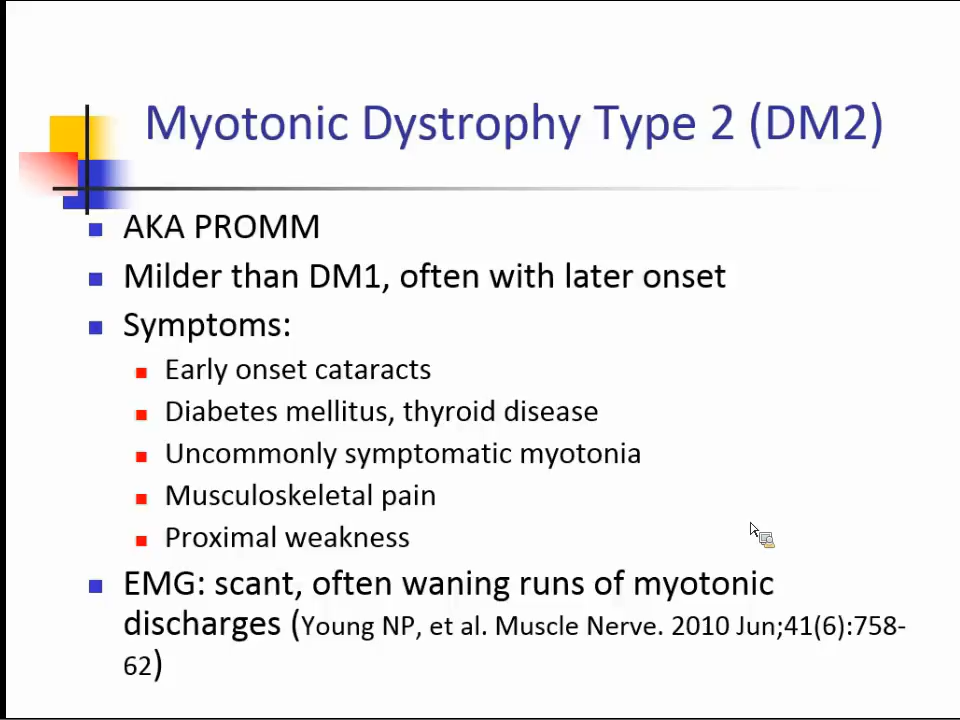 Myotonic Dystrophy Type 2 (DM2)
AKA PROMM
Milder than DM1, often with later onset
Symptoms:
Early onset cataracts
Diabetes mellitus, thyroid disease
Uncommonly symptomatic myotonia
Musculoskeletal pain
Proximal weakness
EMG: scant, often waning runs of myotonic
discharges (Young NP, et al. Muscle Nerve. 2010 Jun;41(6):758-
62)